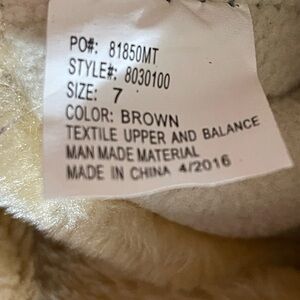 PO#: 81850MT
STYLE#: 8030100
SIZE: 7
COLOR: BROWN
TEXTILE UPPER AND BALANCE
MAN MADE MATERIAL
MADE IN CHINA 4/2016